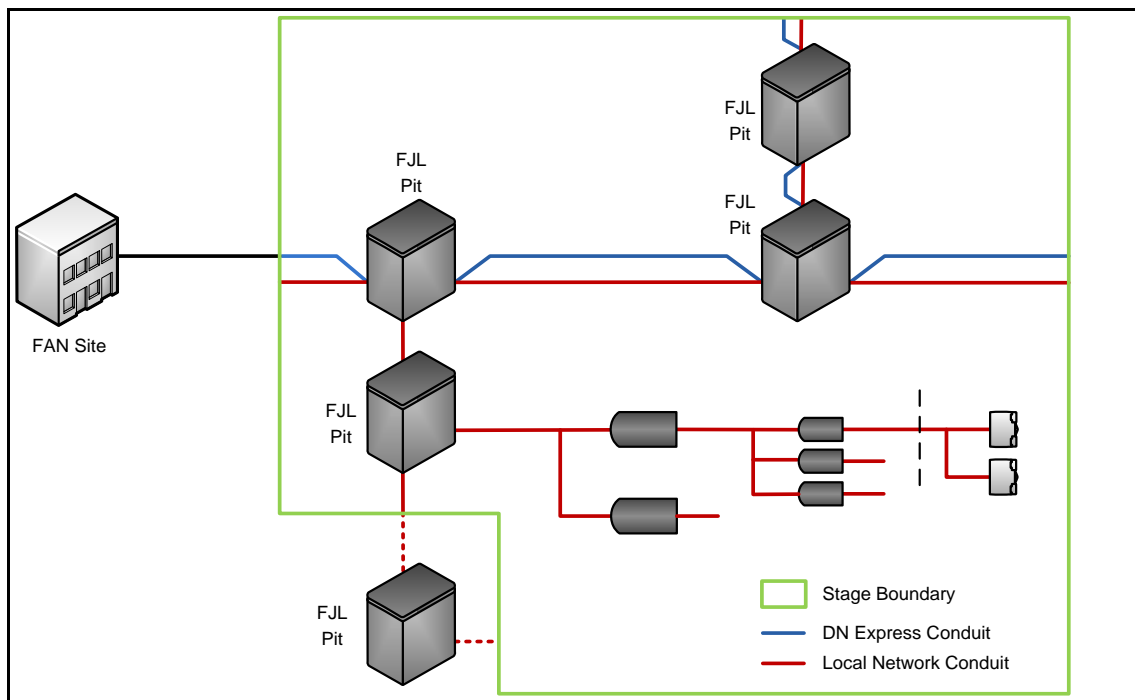 FJL
Pit
FJL
Pit
FJL
Pit
FAN Site
FJL
Pit
FJL
Pit
Stage Boundary
DN Express Conduit
Local Network Conduit